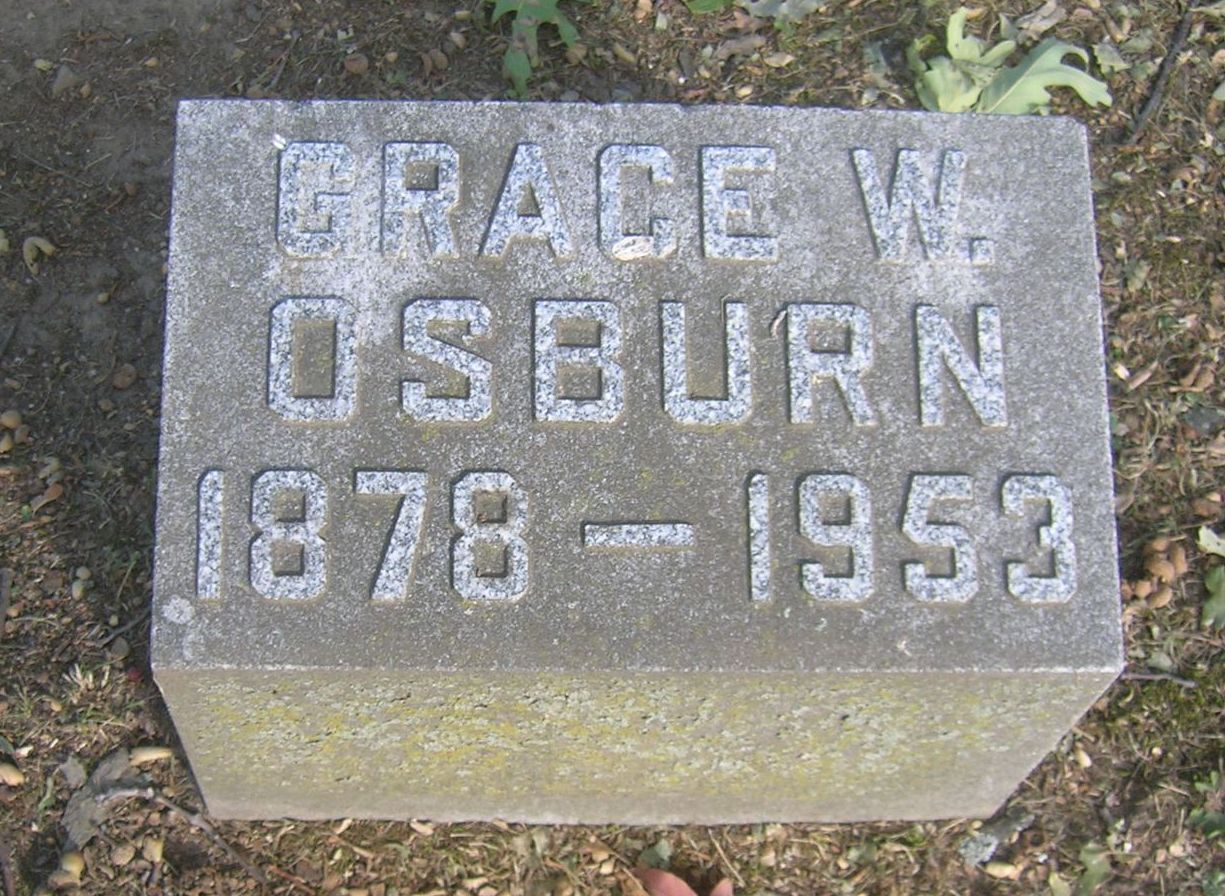 GRACE W.
OSBURN
1878 — 1953